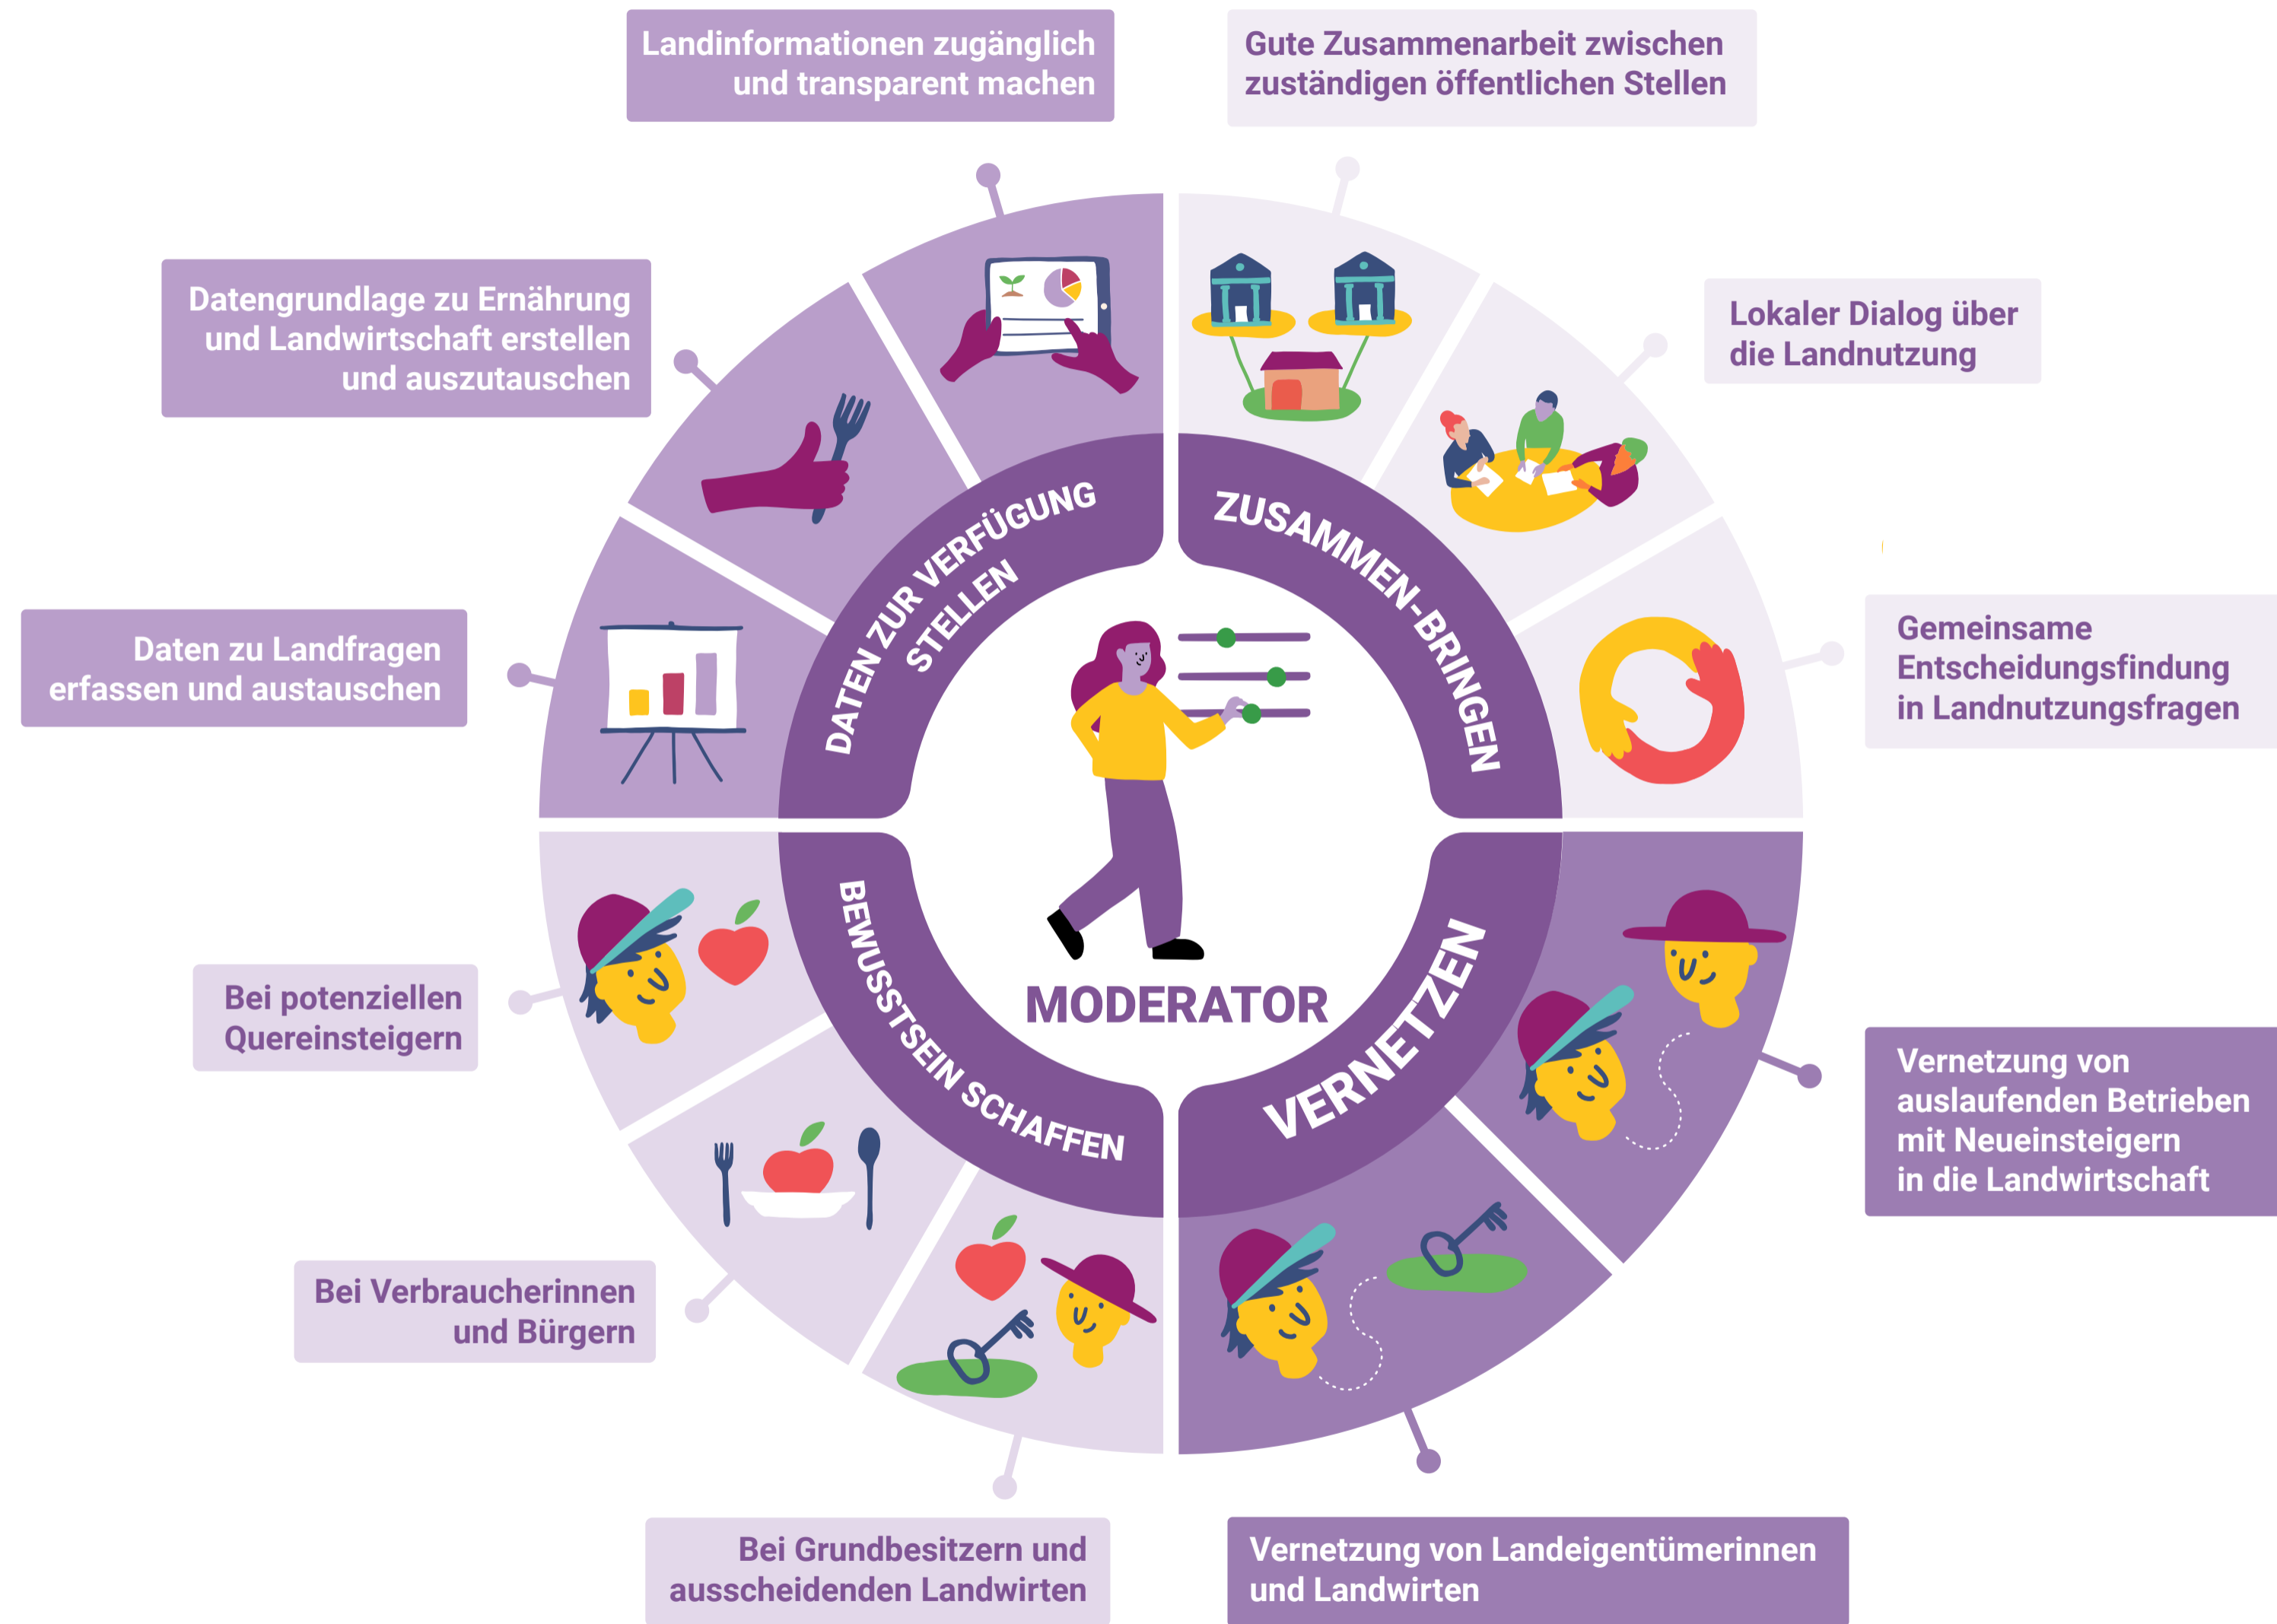 Landinformationen zugänglich
und transparent machen
Gute Zusammenarbeit zwischen
zuständigen öffentlichen Stellen
Datengrundlage zu Ernährung
und Landwirtschaft erstellen
und auszutauschen
Lokaler Dialog über
die Landnutzung
Daten zu Landfragen
erfassen und austauschen
Gemeinsame
Entscheidungsfindung
in Landnutzungsfragen
DATEN ZUR VERFÜGUNG
STELLEN
ZUSAMMEN-BRINGEN
MODERATOR
BEWUSSTSEIN SCHAFFEN
VERNETZEN
Bei potenziellen
Quereinsteigern
Vernetzung von
auslaufenden Betrieben
mit Neueinsteigern
in die Landwirtschaft
Bei Verbraucherinnen
und Bürgern
Bei Grundbesitzern und
ausscheidenden Landwirten
Vernetzung von Landeigentümerinnen
und Landwirten